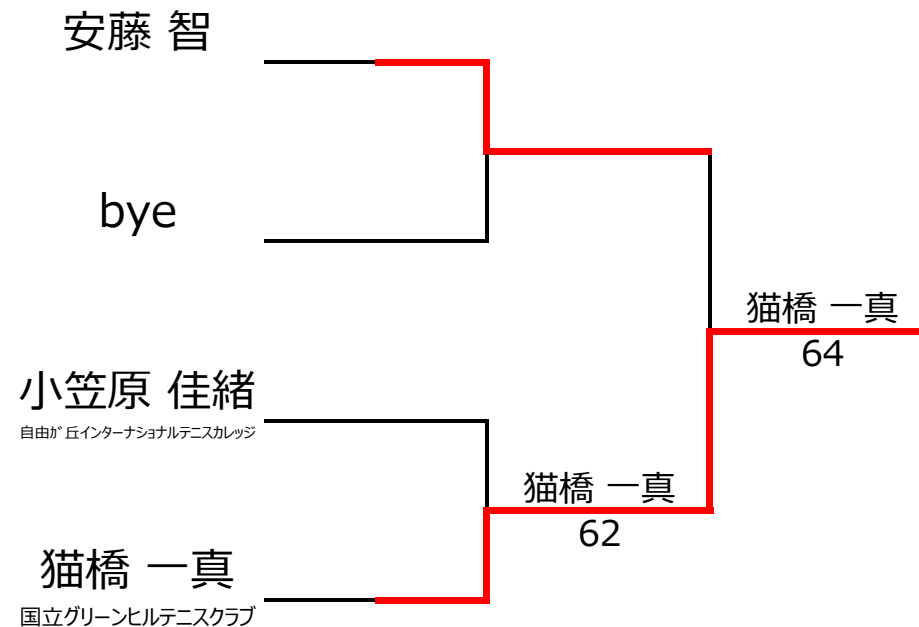 安藤 智
bye
猫橋 一真
64
小笠原 佳緒
自由が丘インターナショナルテニスカレッジ
猫橋 一真
62
猫橋 一真
国立グリーンヒルテニスクラブ